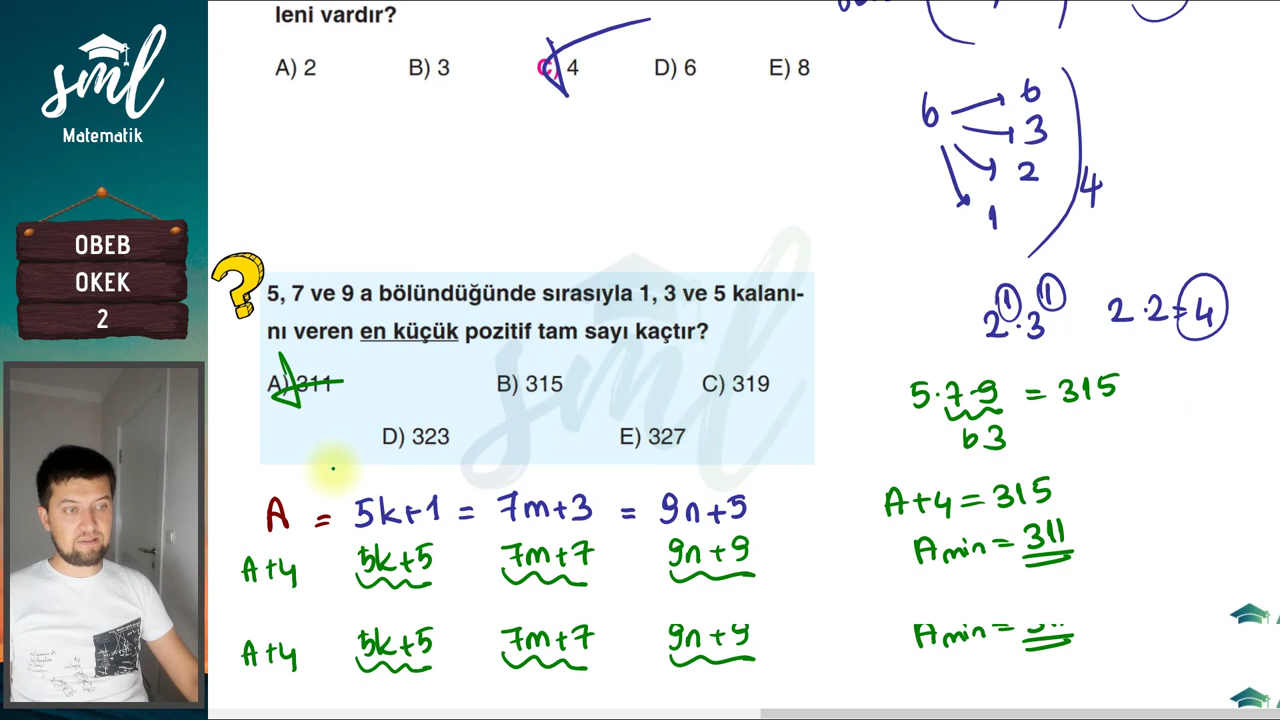 leni vardır?
A) 2 B) 3 C) 4 D) 6 E) 8
sml
Matematik
OBEB
OKEK
2
6 6
3
2
1
4
2¹·3¹ 2·2=4
5, 7 ve 9 a bölündüğünde sırasıyla 1, 3 ve 5 kalanı-
nı veren en küçük pozitif tam sayı kaçtır?
A) 311 B) 315 C) 319
D) 323 E) 327
5·7·9 = 315
63
A = 5k+1 = 7m+3 = 9n+5
A+4 5k+5 7m+7 9n+9
A+4 = 315
Amin = 311
A+4 5k+5 7m+7 9n+9
Amin = 311